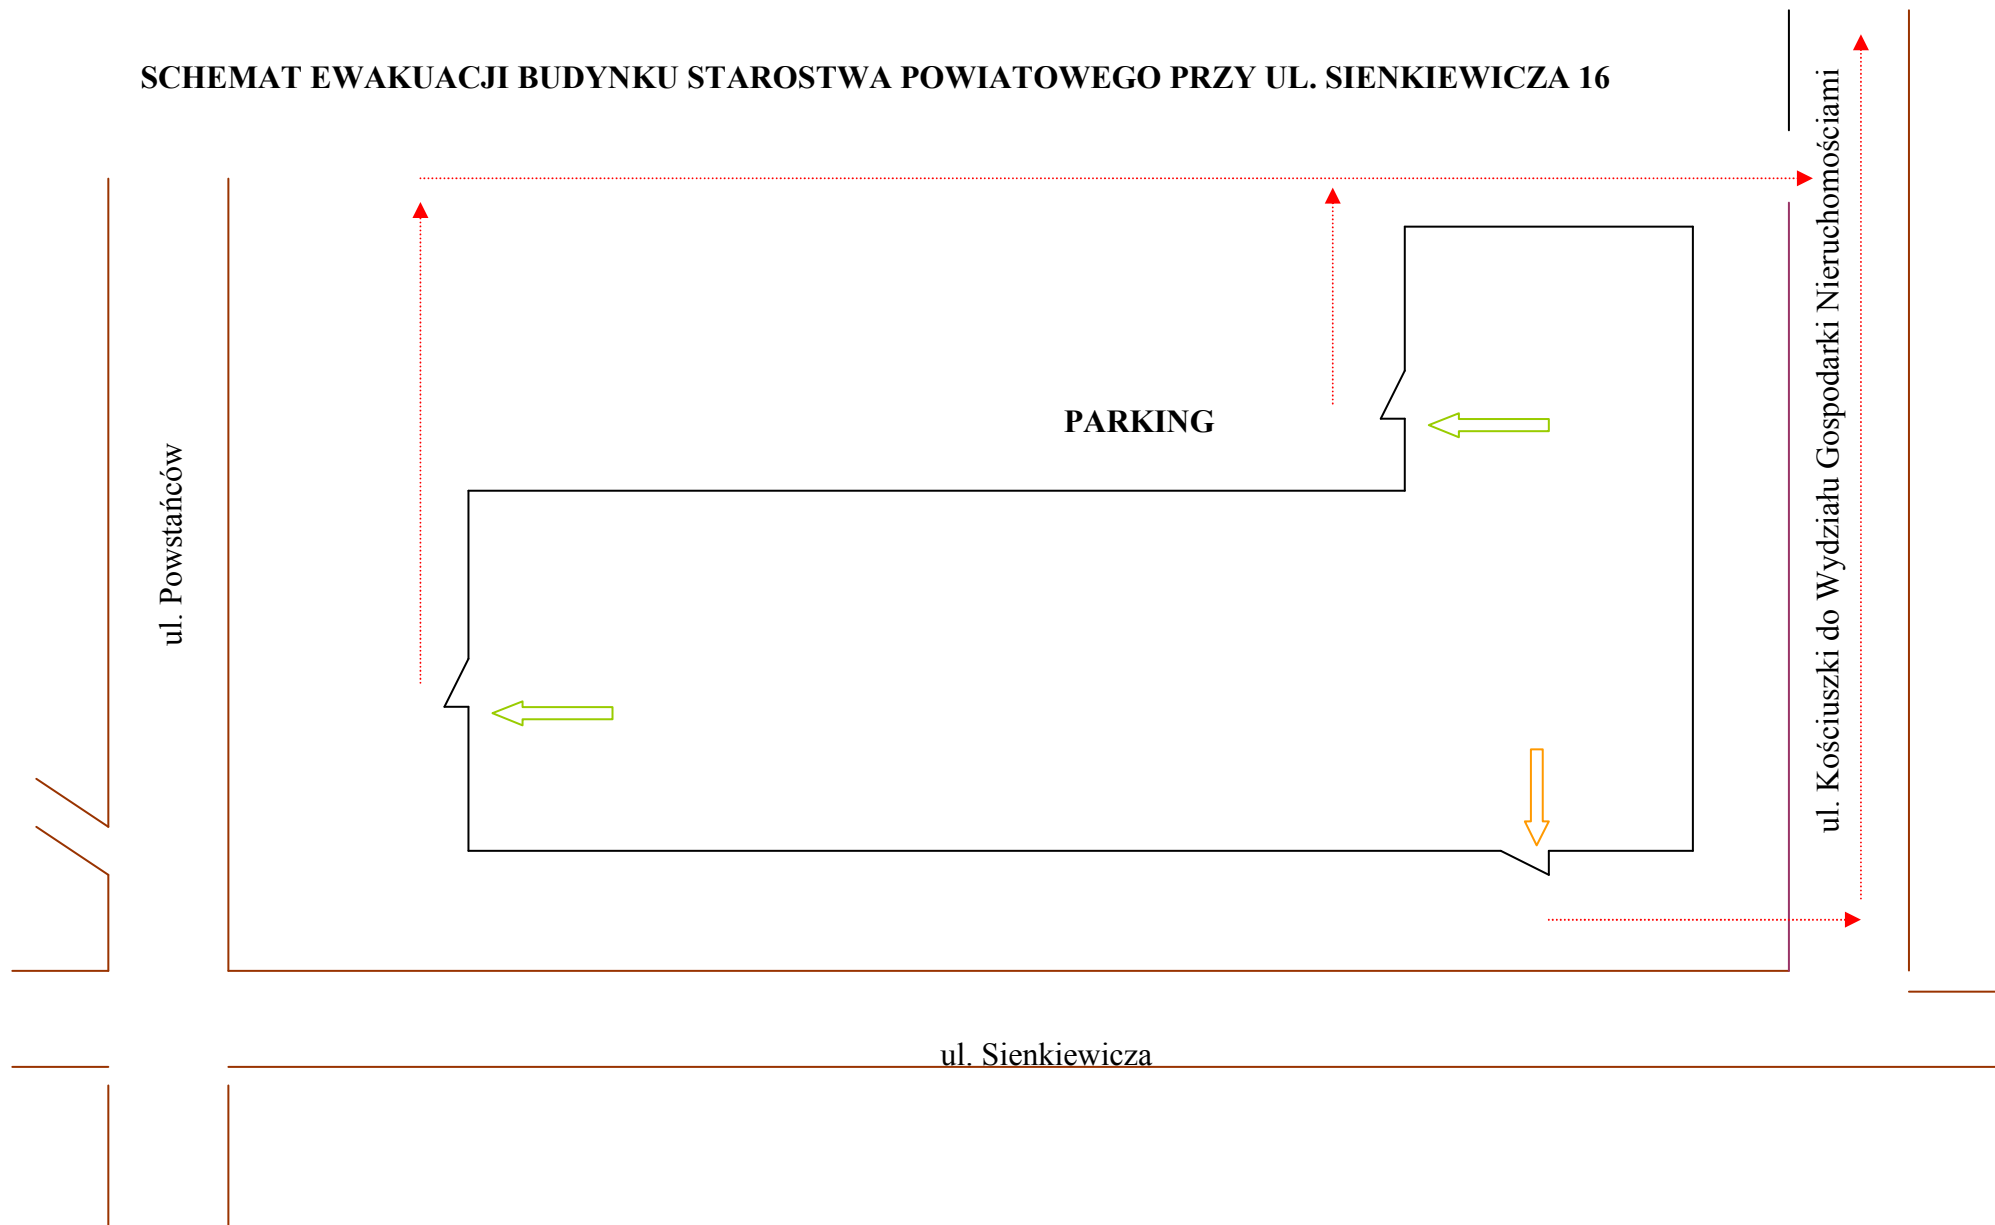 SCHEMAT EWAKUACJI BUDYNKU STAROSTWA POWIATOWEGO PRZY UL. SIENKIEWICZA 16
PARKING
ul. Powstańców
ul. Kościuszki do Wydziału Gospodarki Nieruchomościami
ul. Sienkiewicza